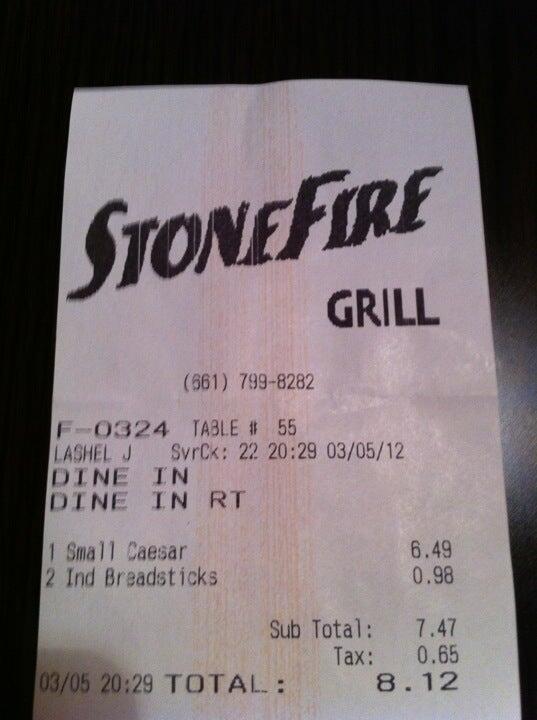 STONEFIRE
GRILL
(661) 799-8282
F-0324 TABLE # 55
LASHEL J SvrCk: 22 20:29 03/05/12
DINE IN
DINE IN RT
1 Small Caesar 6.49
2 Ind Breadsticks 0.98
Sub Total: 7.47
Tax: 0.65
03/05 20:29 TOTAL: 8.12